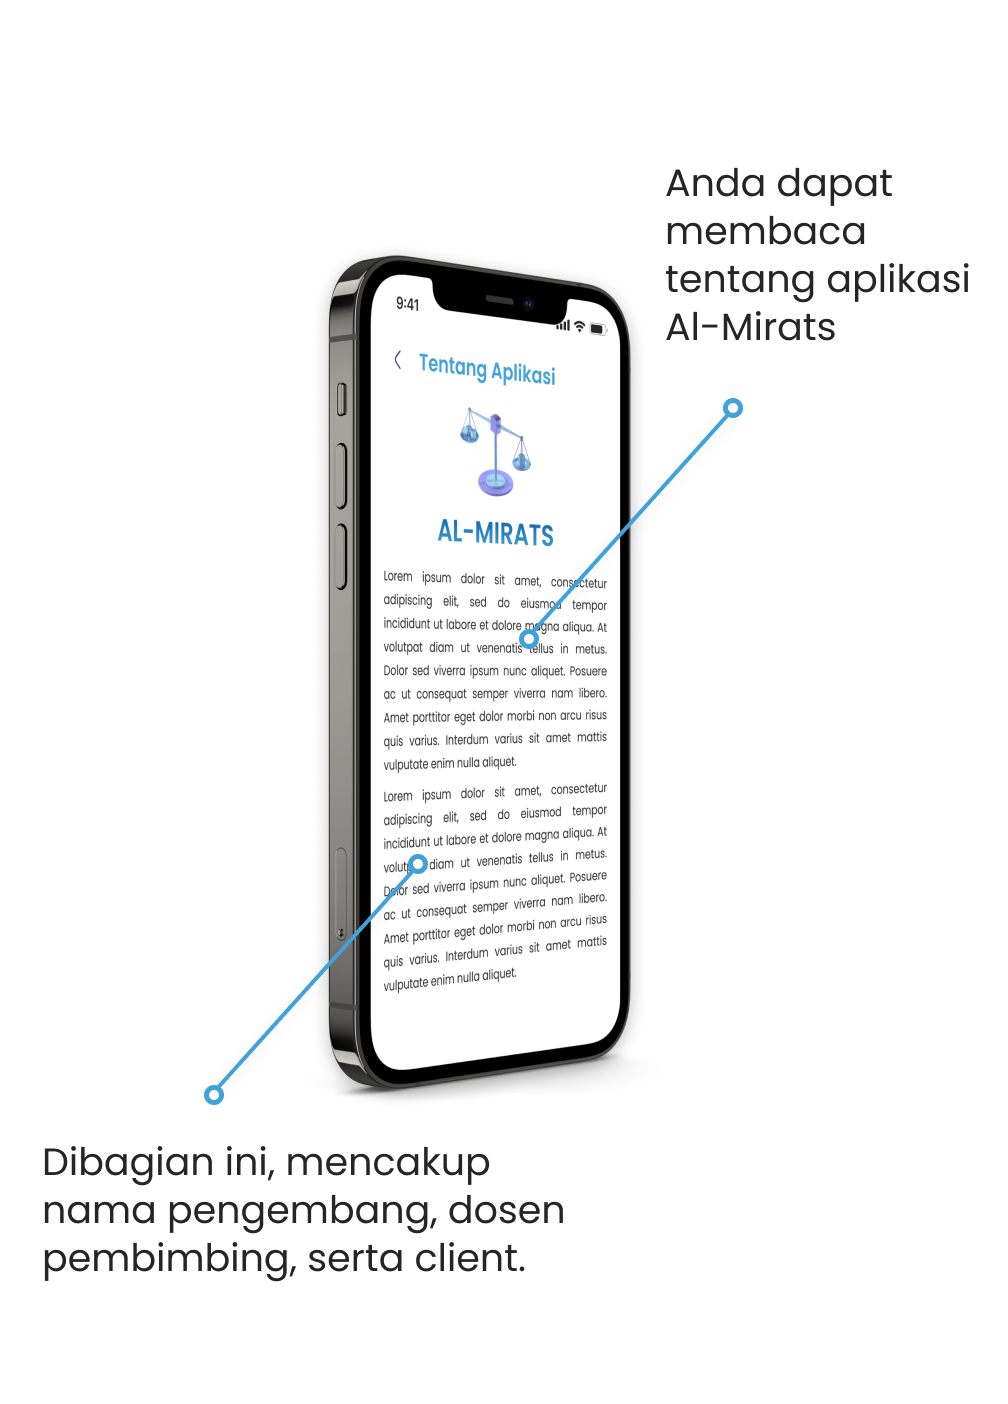 Anda dapat
membaca
tentang aplikasi
Al-Mirats
9:41
Tentang Aplikasi
AL-MIRATS
Lorem ipsum dolor sit amet, consectetur
adipiscing elit, sed do eiusmod tempor
incididunt ut labore et dolore magna aliqua. At
volutpat diam ut venenatis tellus in metus.
Dolor sed viverra ipsum nunc aliquet. Posuere
ac ut consequat semper viverra nam libero.
Amet porttitor eget dolor morbi non arcu risus
quis varius. Interdum varius sit amet mattis
vulputate enim nulla aliquet.
Lorem ipsum dolor sit amet, consectetur
adipiscing elit, sed do eiusmod tempor
incididunt ut labore et dolore magna aliqua. At
volutpat diam ut venenatis tellus in metus.
Dolor sed viverra ipsum nunc aliquet. Posuere
ac ut consequat semper viverra nam libero.
Amet porttitor eget dolor morbi non arcu risus
quis varius. Interdum varius sit amet mattis
vulputate enim nulla aliquet.
Dibagian ini, mencakup
nama pengembang, dosen
pembimbing, serta client.